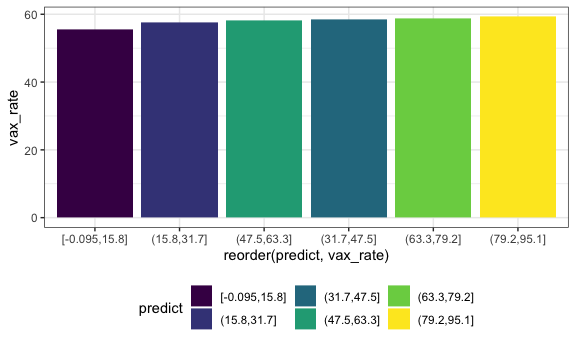 60
40
20
0
vax_rate
[-0.095,15.8] (15.8,31.7] (47.5,63.3] (31.7,47.5] (63.3,79.2] (79.2,95.1]
reorder(predict, vax_rate)
predict
[-0.095,15.8] (31.7,47.5] (63.3,79.2]
(15.8,31.7] (47.5,63.3] (79.2,95.1]